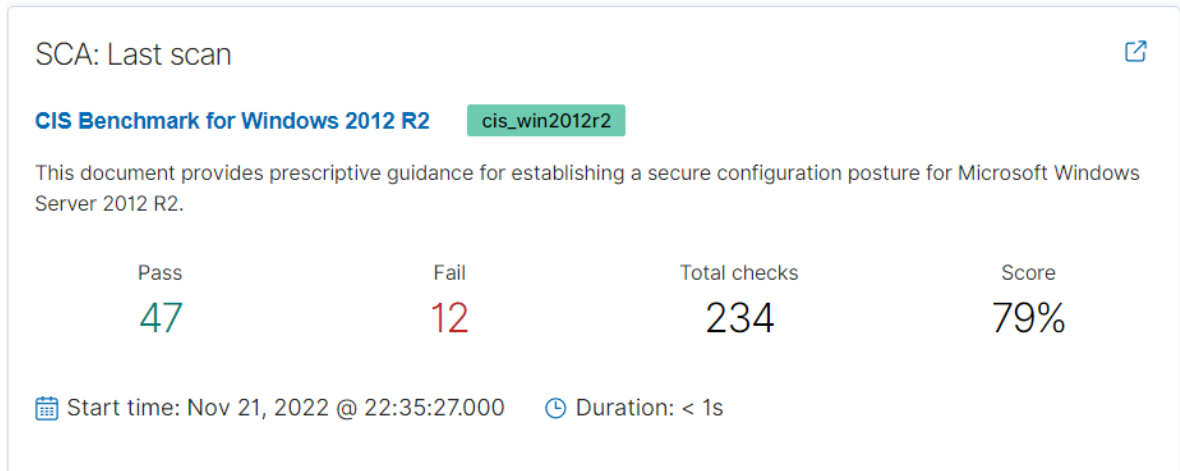 SCA: Last scan
CIS Benchmark for Windows 2012 R2 cis_win2012r2
This document provides prescriptive guidance for establishing a secure configuration posture for Microsoft Windows
Server 2012 R2.
Pass Fail Total checks Score
47 12 234 79%
Start time: Nov 21, 2022 @ 22:35:27.000 Duration: < 1s